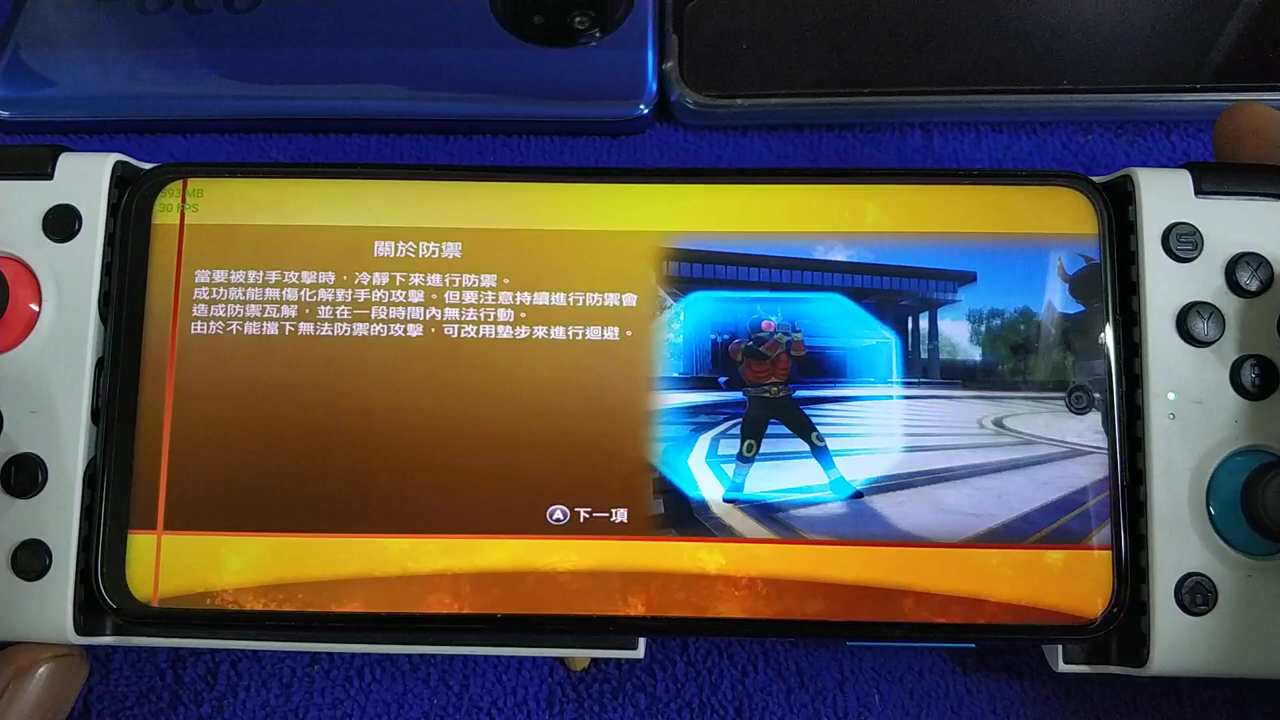 POCO
393 MB
30 FPS
關於防禦
當要被對手攻擊時，冷靜下來進行防禦。
成功就能無傷化解對手的攻擊。但要注意持續進行防禦會
造成防禦瓦解，並在一段時間內無法行動。
由於不能擋下無法防禦的攻擊，可改用墊步來進行迴避。
A 下一項
S
X
Y